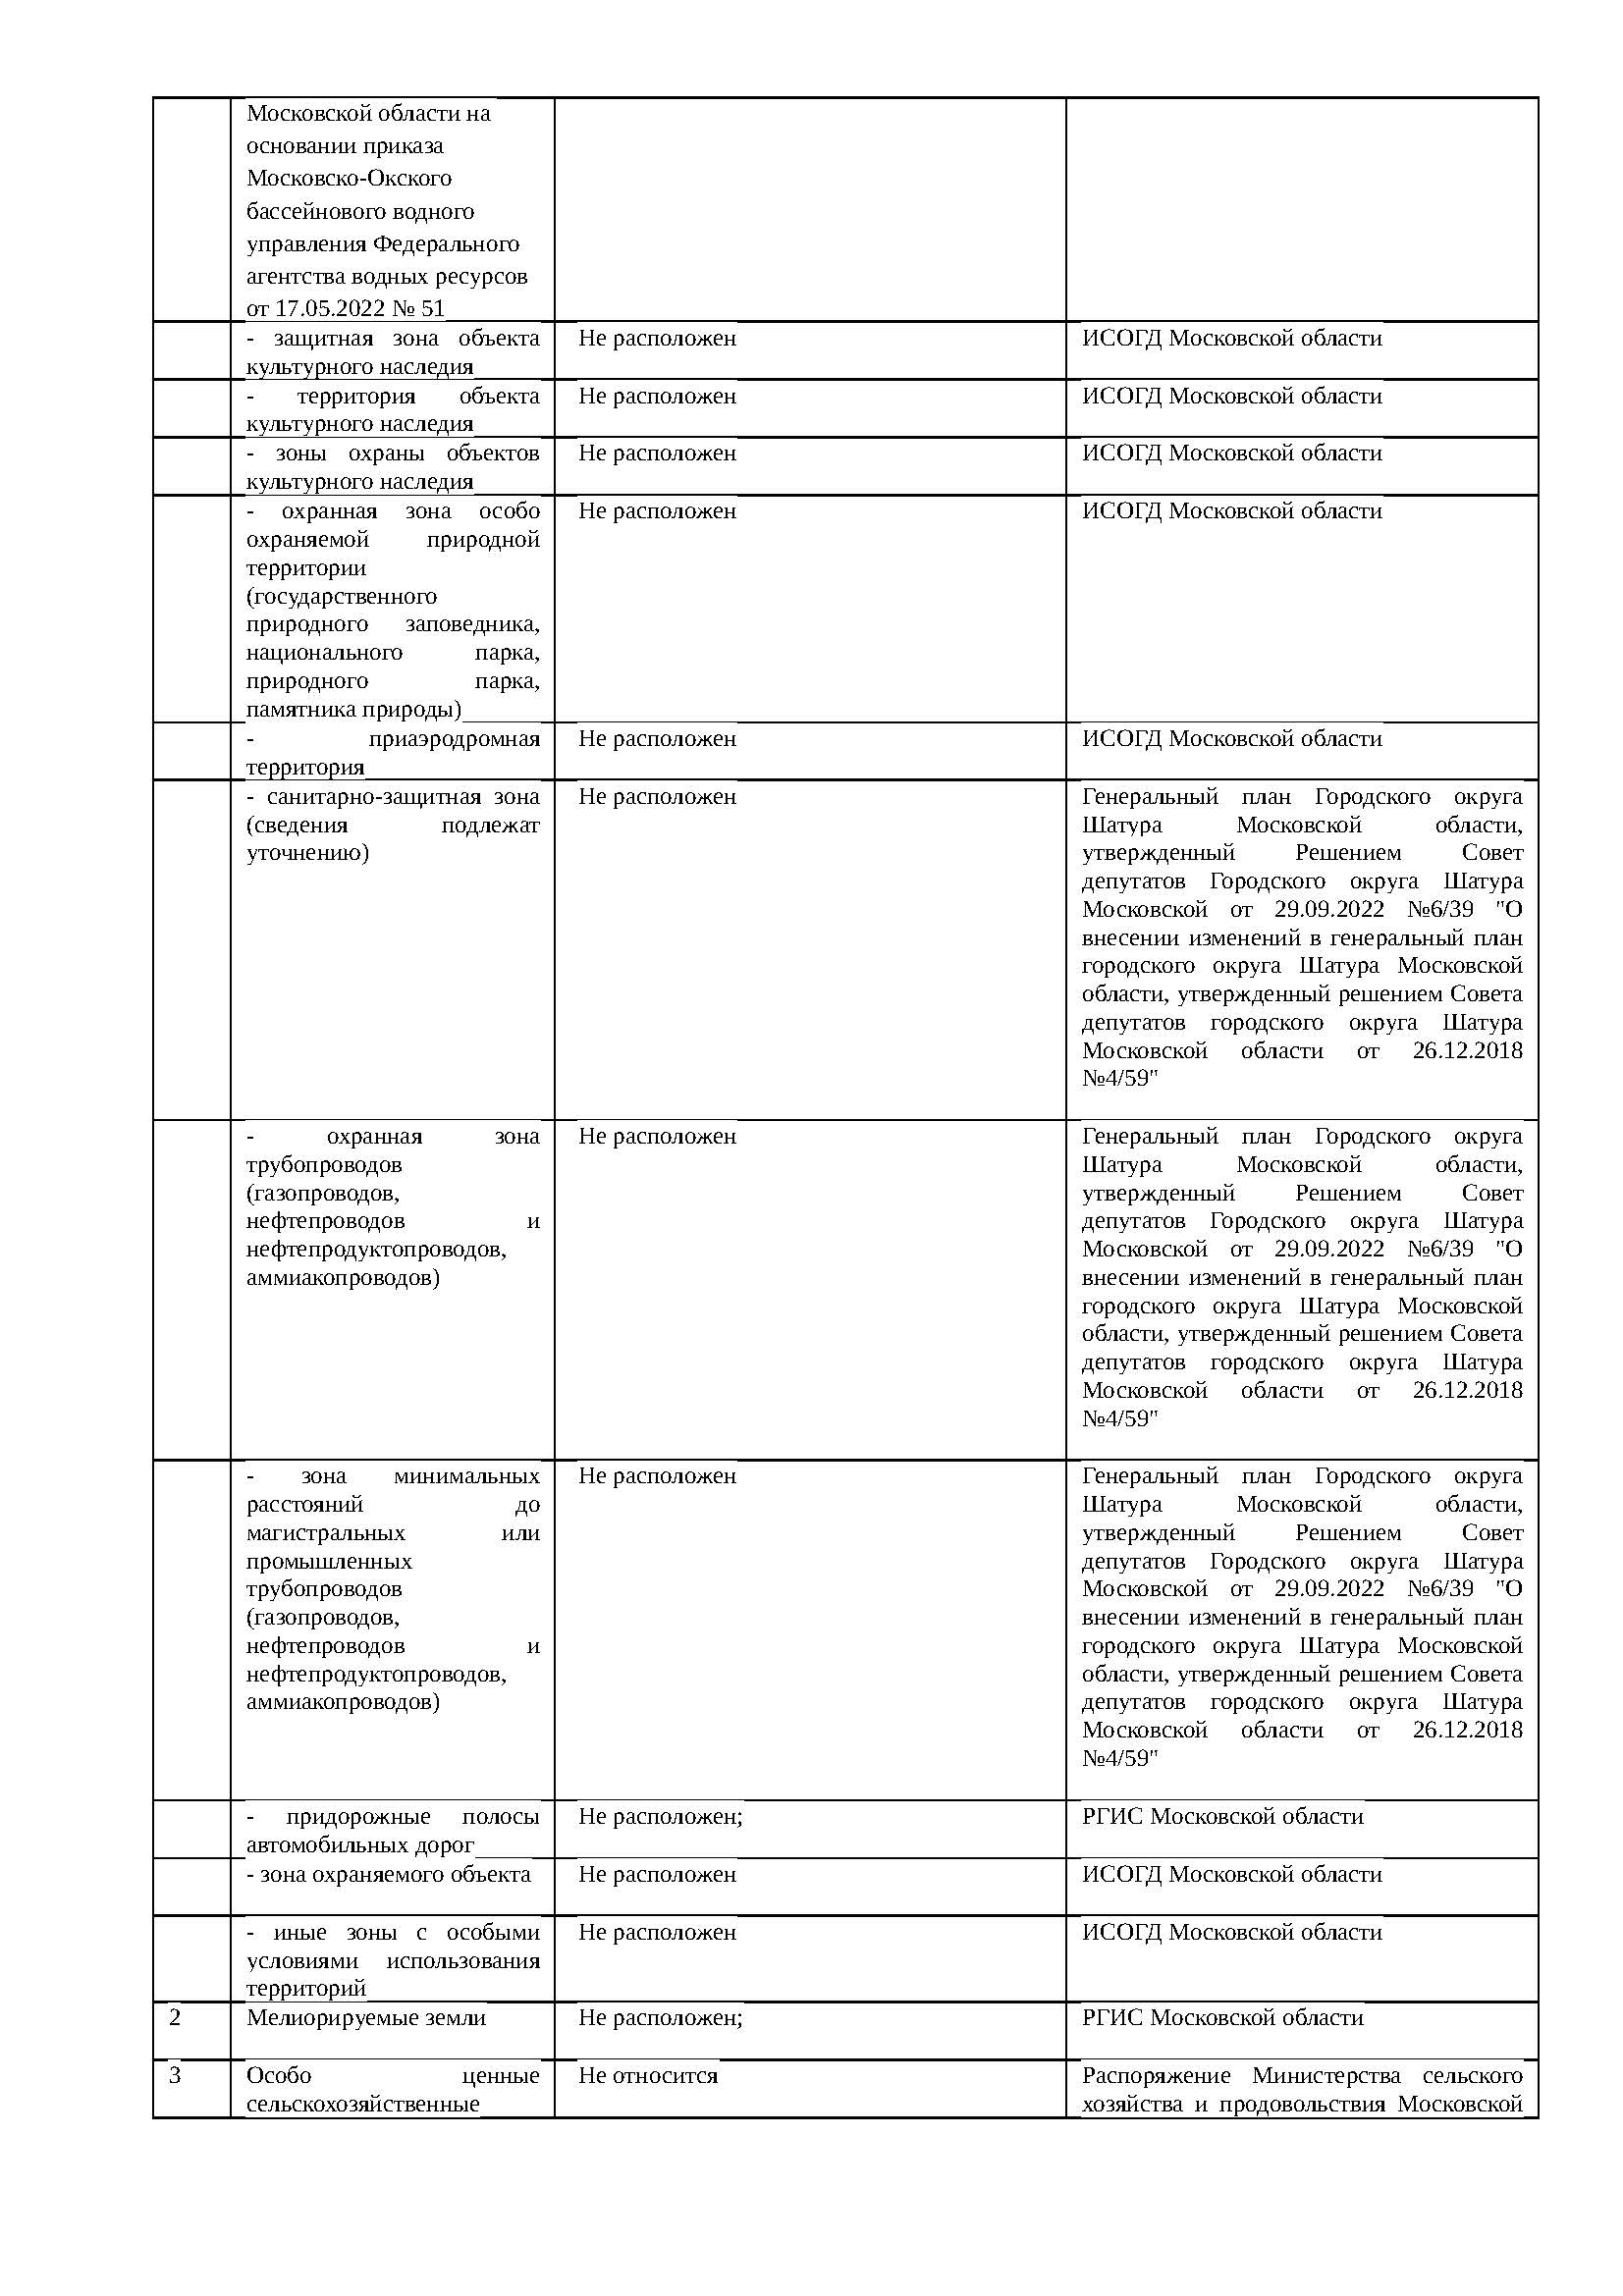 Московской области на
основании приказа
Московско-Окского
бассейнового водного
управления Федерального
агентства водных ресурсов
от 17.05.2022 № 51
- защитная зона объекта
культурного наследия
Не расположен
ИСОГД Московской области
- территория объекта
культурного наследия
Не расположен
ИСОГД Московской области
- зоны охраны объектов
культурного наследия
Не расположен
ИСОГД Московской области
- охранная зона особо
охраняемой природной
территории
(государственного
природного заповедника,
национального парка,
природного парка,
памятника природы)
Не расположен
ИСОГД Московской области
- приаэродромная
территория
Не расположен
ИСОГД Московской области
- санитарно-защитная зона
(сведения подлежат
уточнению)
Не расположен
Генеральный план Городского округа
Шатура Московской области,
утвержденный Решением Совет
депутатов Городского округа Шатура
Московской от 29.09.2022 №6/39 "О
внесении изменений в генеральный план
городского округа Шатура Московской
области, утвержденный решением Совета
депутатов городского округа Шатура
Московской области от 26.12.2018
№4/59"
- охранная зона
трубопроводов
(газопроводов,
нефтепроводов и
нефтепродуктопроводов,
аммиакопроводов)
Не расположен
Генеральный план Городского округа
Шатура Московской области,
утвержденный Решением Совет
депутатов Городского округа Шатура
Московской от 29.09.2022 №6/39 "О
внесении изменений в генеральный план
городского округа Шатура Московской
области, утвержденный решением Совета
депутатов городского округа Шатура
Московской области от 26.12.2018
№4/59"
- зона минимальных
расстояний до
магистральных или
промышленных
трубопроводов
(газопроводов,
нефтепроводов и
нефтепродуктопроводов,
аммиакопроводов)
Не расположен
Генеральный план Городского округа
Шатура Московской области,
утвержденный Решением Совет
депутатов Городского округа Шатура
Московской от 29.09.2022 №6/39 "О
внесении изменений в генеральный план
городского округа Шатура Московской
области, утвержденный решением Совета
депутатов городского округа Шатура
Московской области от 26.12.2018
№4/59"
- придорожные полосы
автомобильных дорог
Не расположен;
РГИС Московской области
- зона охраняемого объекта
Не расположен
ИСОГД Московской области
- иные зоны с особыми
условиями использования
территорий
Не расположен
ИСОГД Московской области
2
Мелиорируемые земли
Не расположен;
РГИС Московской области
3
Особо ценные
сельскохозяйственные
Не относится
Распоряжение Министерства сельского
хозяйства и продовольствия Московской